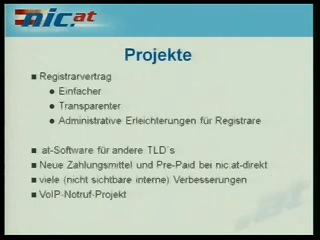 nic.at
Projekte
Registrarvertrag
Einfacher
Transparenter
Administrative Erleichterungen für Registrare
at-Software für andere TLD`s
Neue Zahlungsmittel und Pre-Paid bei nic.at-direkt
viele (nicht sichtbare interne) Verbesserungen
VoIP-Notruf-Projekt